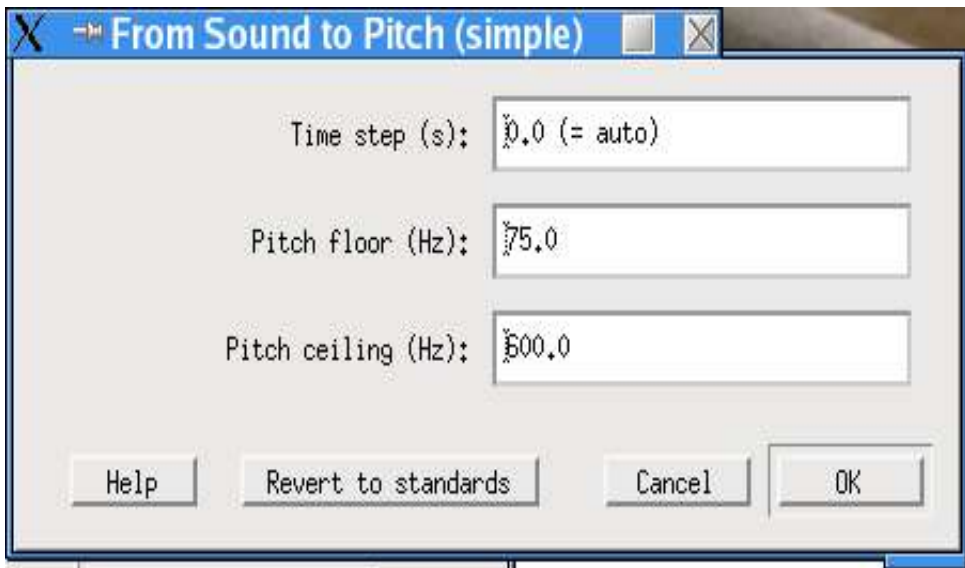 From Sound to Pitch (simple)
Time step (s): 0.0 (= auto)
Pitch floor (Hz): 75.0
Pitch ceiling (Hz): 600.0
Help Revert to standards Cancel OK